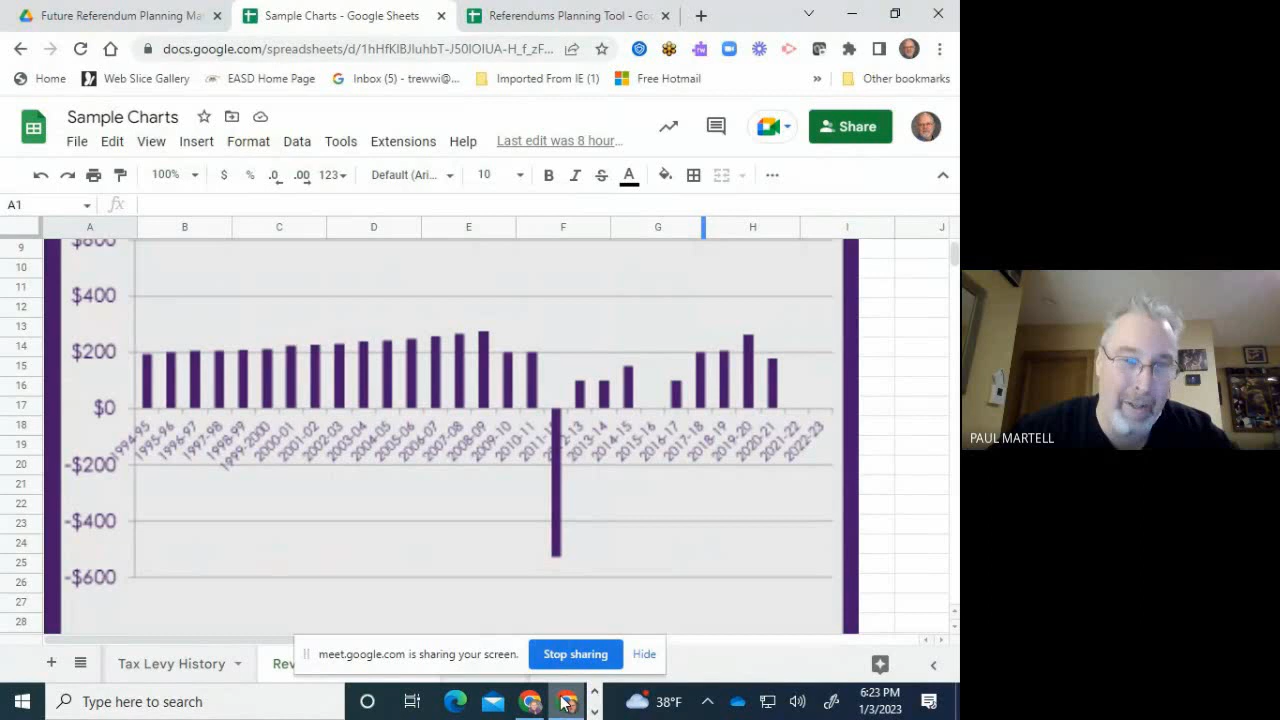 Future Referendum Planning Ma
Sample Charts - Google Sheets
Referendums Planning Tool - Go
docs.google.com/spreadsheets/d/1hHfKIBJIuhbT-J50IOIUA-H_f_zF...
Home
Web Slice Gallery
EASD Home Page
Inbox (5) - trewwi@...
Imported From IE (1)
Free Hotmail
»
Other bookmarks
Sample Charts
File Edit View Insert Format Data Tools Extensions Help Last edit was 8 hour...
Share
100% $ % .0 .00 123 Default (Ari... 10 B I S A
A1 fx
A B C D E F G H I J
9
10
11
12
13
14
15
16
17
18
19
20
21
22
23
24
25
26
27
28
$600
$400
$200
$0
-$200
-$400
-$600
1994-95 1995-96 1996-97 1997-98 1998-99 1999-2000 2000-01 2001-02 2002-03 2003-04 2004-05 2005-06 2006-07 2007-08 2008-09 2009-10 2010-11 2011-12 2012-13 2013-14 2014-15 2015-16 2016-17 2017-18 2018-19 2019-20 2020-21 2021-22 2022-23
PAUL MARTELL
meet.google.com is sharing your screen. Stop sharing Hide
Tax Levy History
Rev
Type here to search
38°F
6:23 PM
1/3/2023